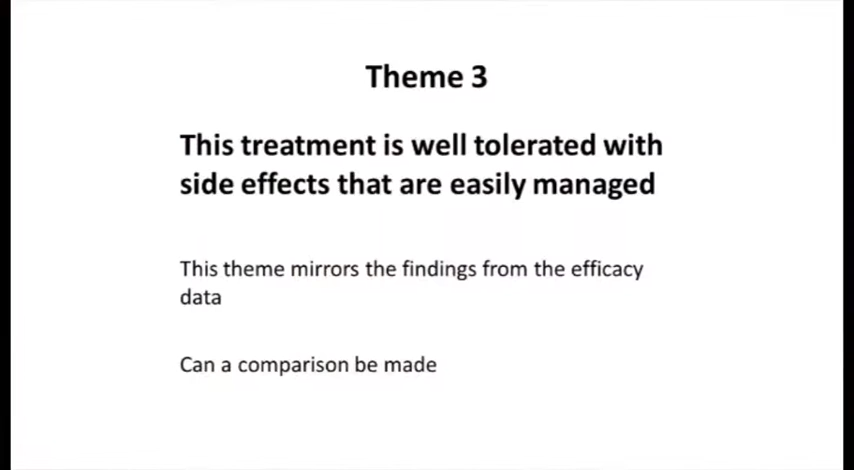 Theme 3
This treatment is well tolerated with
side effects that are easily managed
This theme mirrors the findings from the efficacy
data
Can a comparison be made